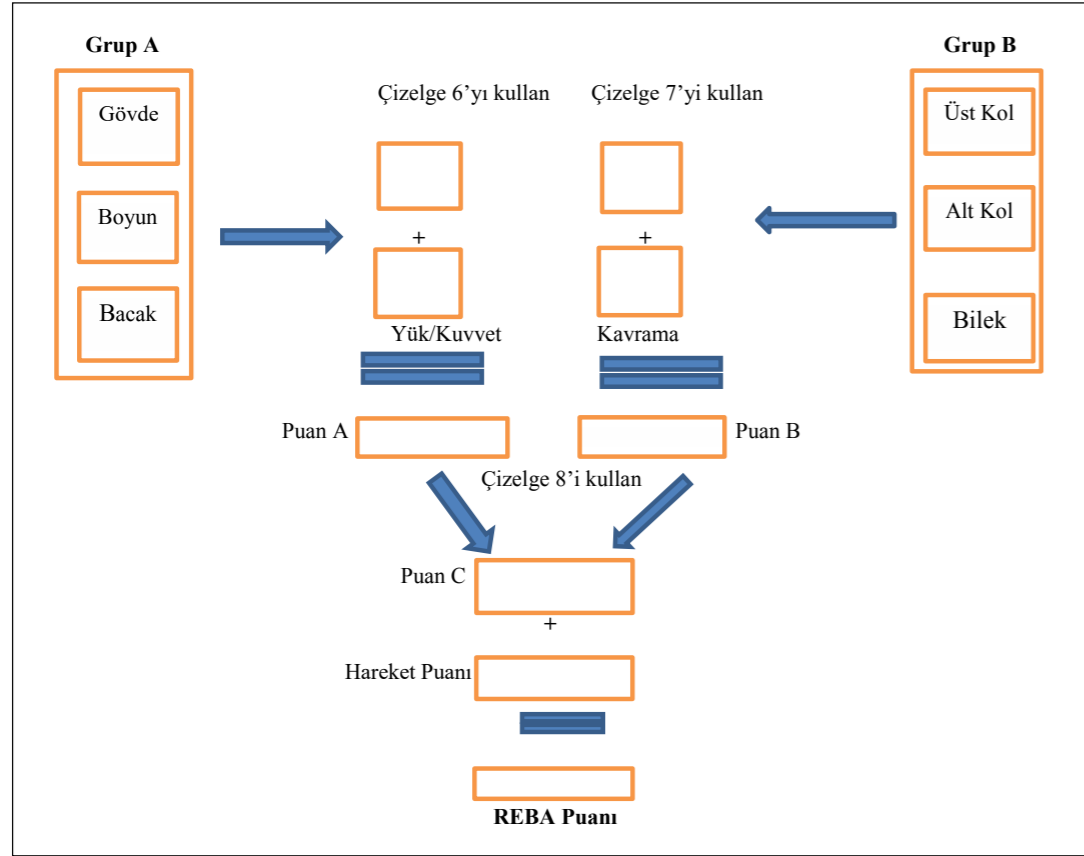 Grup A
Grup B
Çizelge 6’yı kullan
Çizelge 7’yi kullan
Gövde
Boyun
Bacak
Üst Kol
Alt Kol
Bilek
+
+
Yük/Kuvvet
Kavrama
Puan A
Puan B
Çizelge 8’i kullan
Puan C
+
Hareket Puanı
REBA Puanı